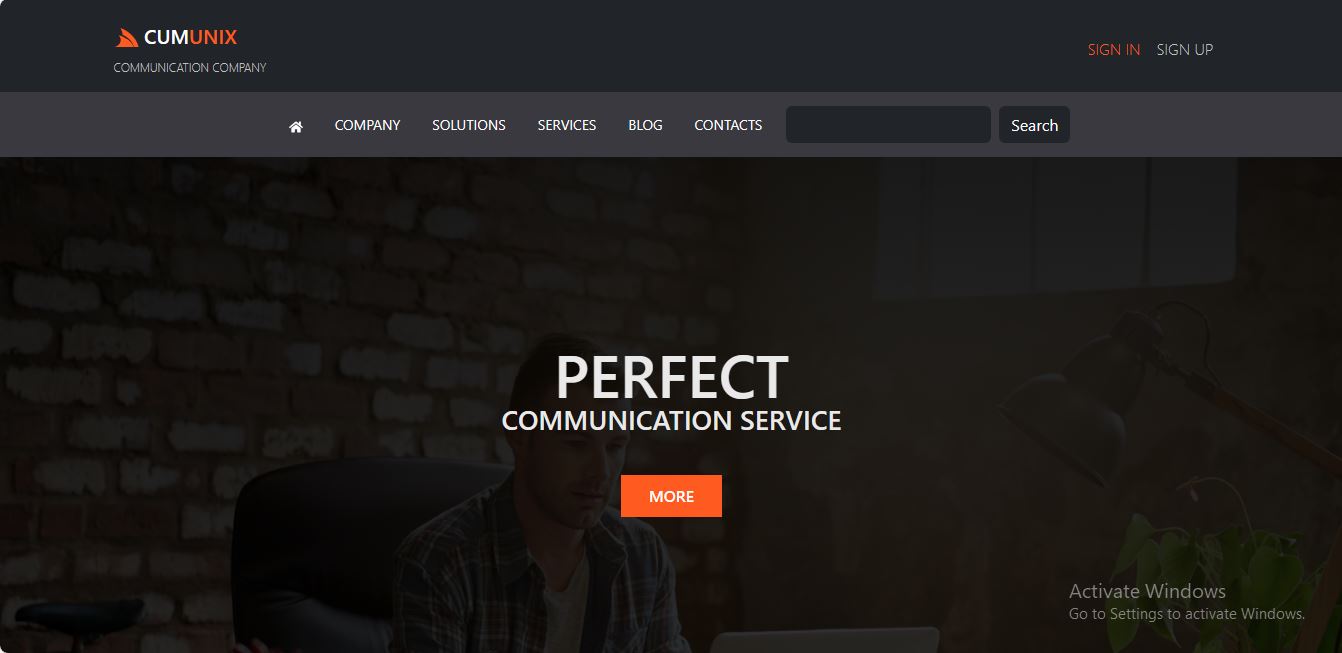 CUMUNIX
COMMUNICATION COMPANY
SIGN IN SIGN UP
COMPANY SOLUTIONS SERVICES BLOG CONTACTS Search
PERFECT
COMMUNICATION SERVICE
MORE
Activate Windows
Go to Settings to activate Windows.